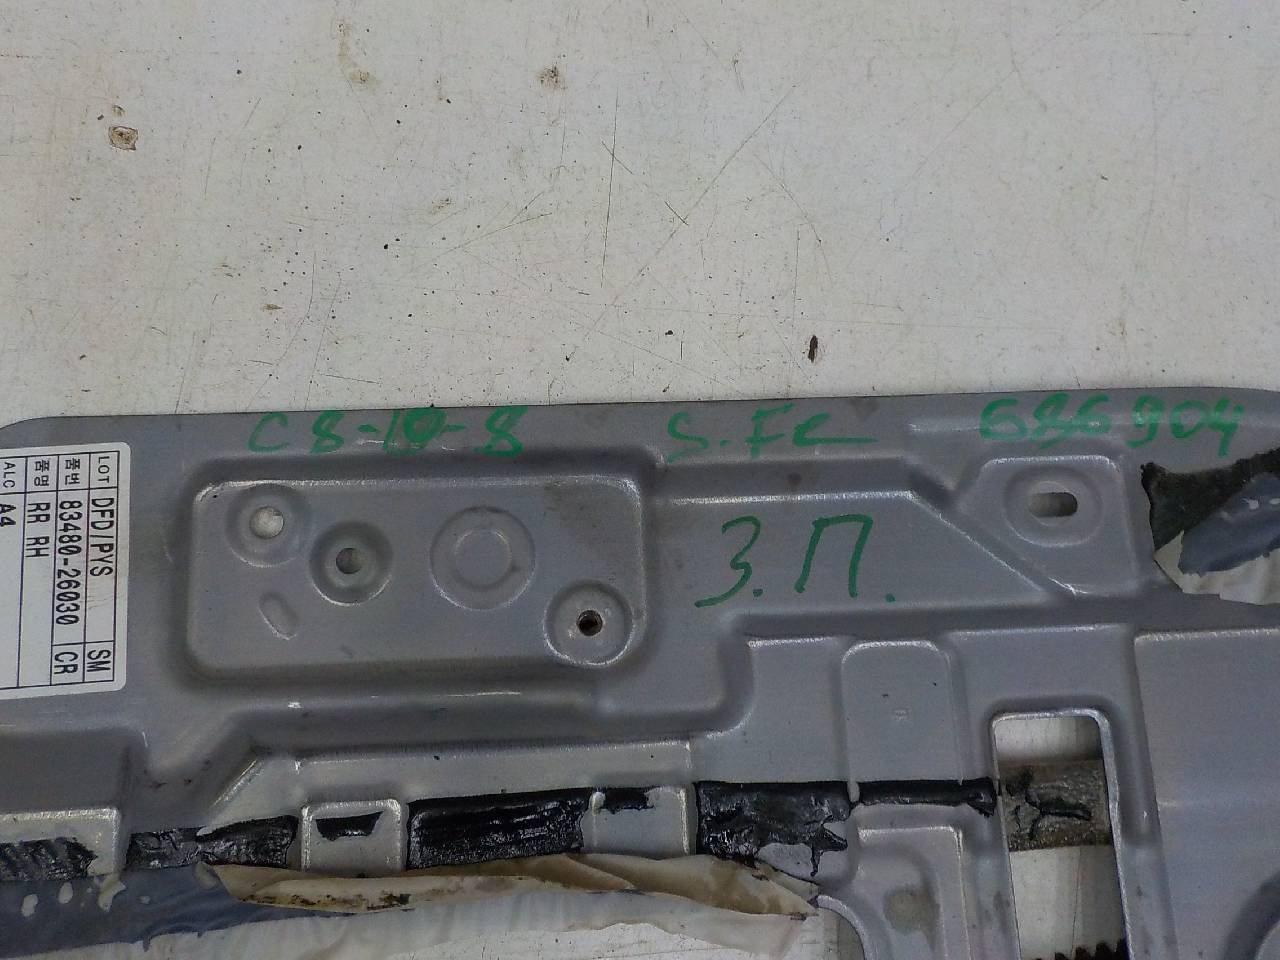 C8-10-8 S.Fe 686904
З.П.
LOT DFD/PYS SM
품번 83480-26030 CR
품명 RR RH
ALC A4